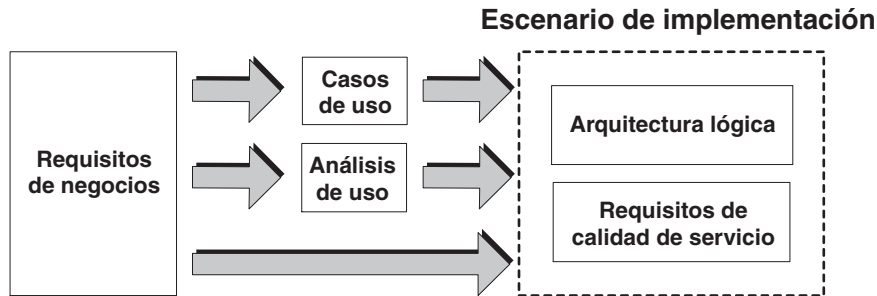 Escenario de implementación
Requisitos
de negocios
Casos
de uso
Análisis
de uso
Arquitectura lógica
Requisitos de
calidad de servicio